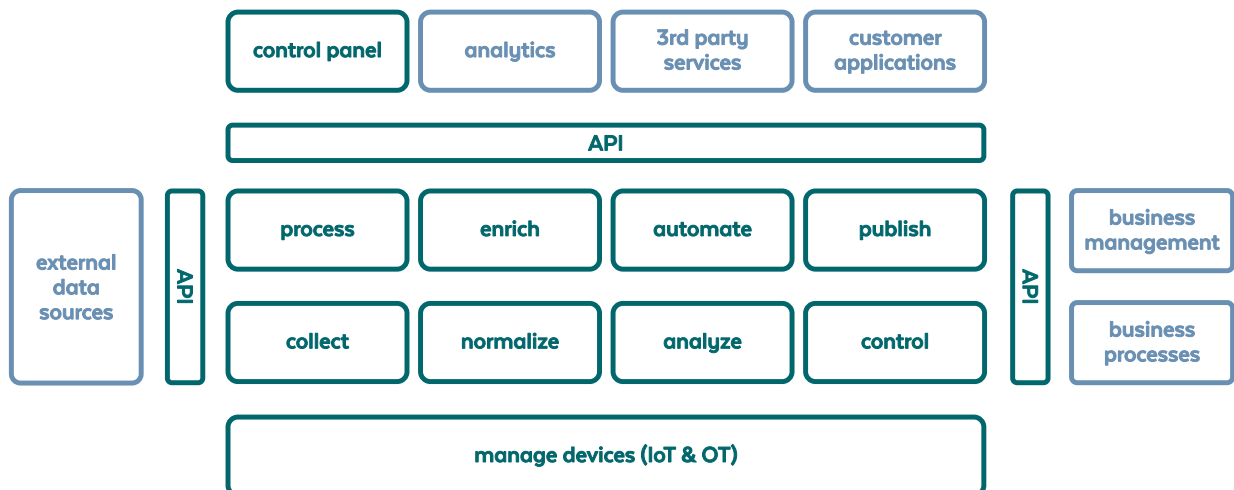 control panel
analytics
3rd party
services
customer
applications
API
external
data
sources
API
process
enrich
automate
publish
collect
normalize
analyze
control
API
business
management
business
processes
manage devices (IoT & OT)